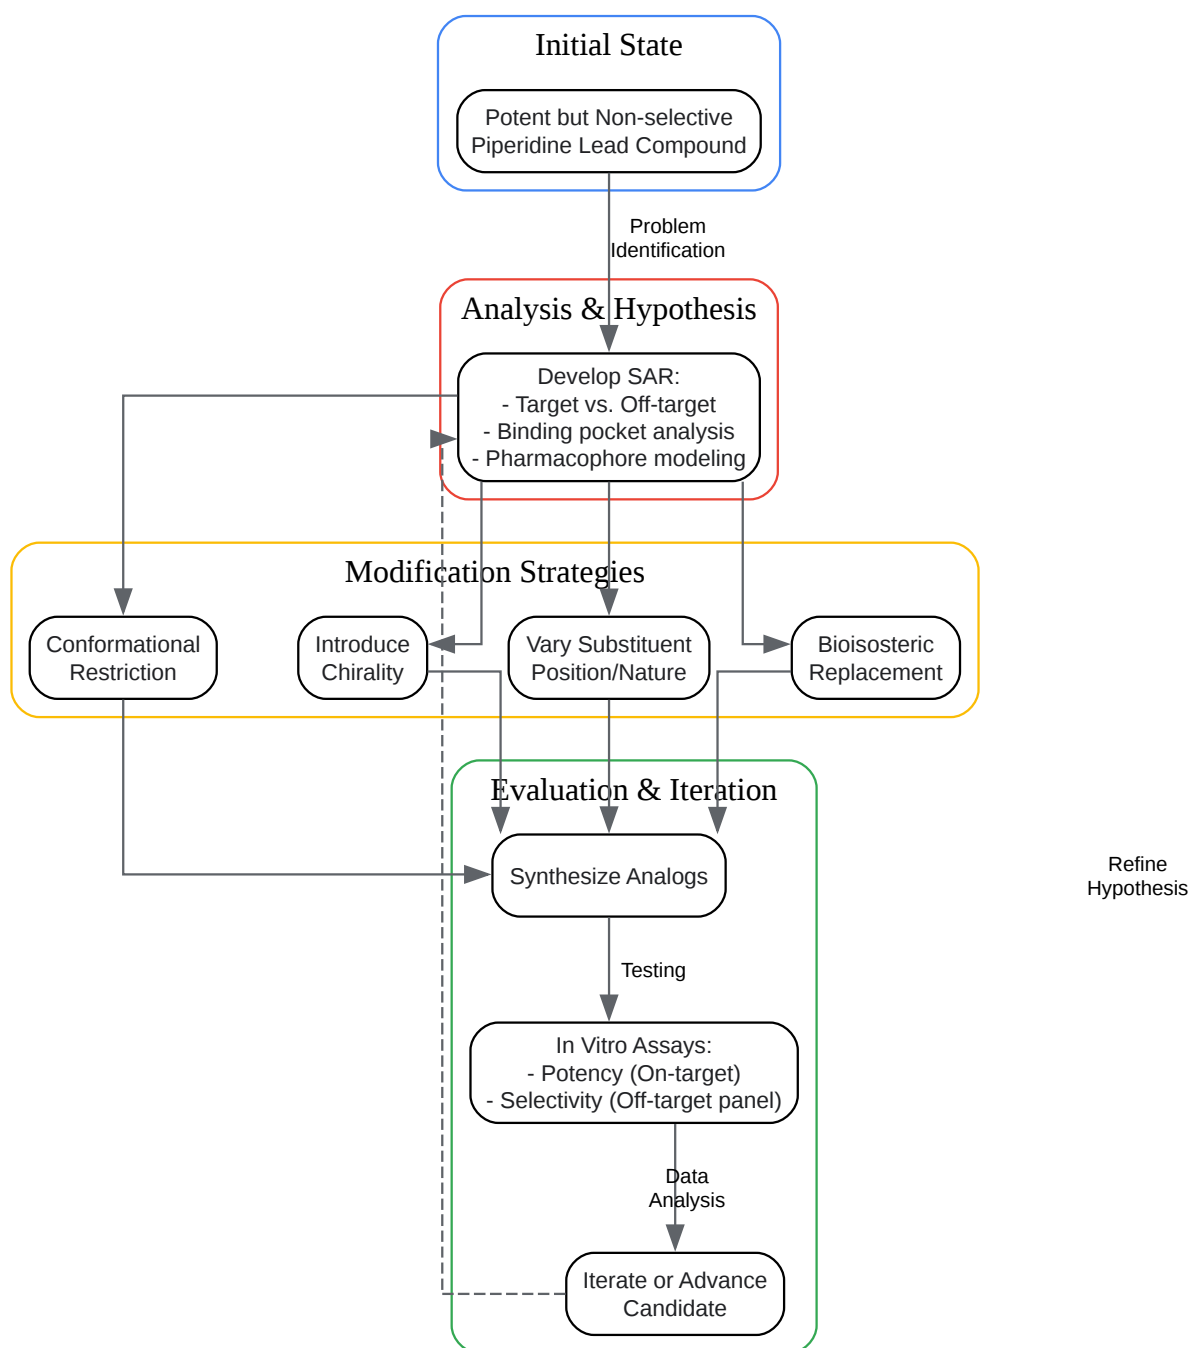 Initial State
Potent but Non-selective
Piperidine Lead Compound
Problem
Identification
Analysis & Hypothesis
Develop SAR:
- Target vs. Off-target
- Binding pocket analysis
- Pharmacophore modeling
Modification Strategies
Conformational
Restriction
Introduce
Chirality
Vary Substituent
Position/Nature
Bioisosteric
Replacement
Evaluation & Iteration
Synthesize Analogs
Refine
Hypothesis
Testing
In Vitro Assays:
- Potency (On-target)
- Selectivity (Off-target panel)
Data
Analysis
Iterate or Advance
Candidate